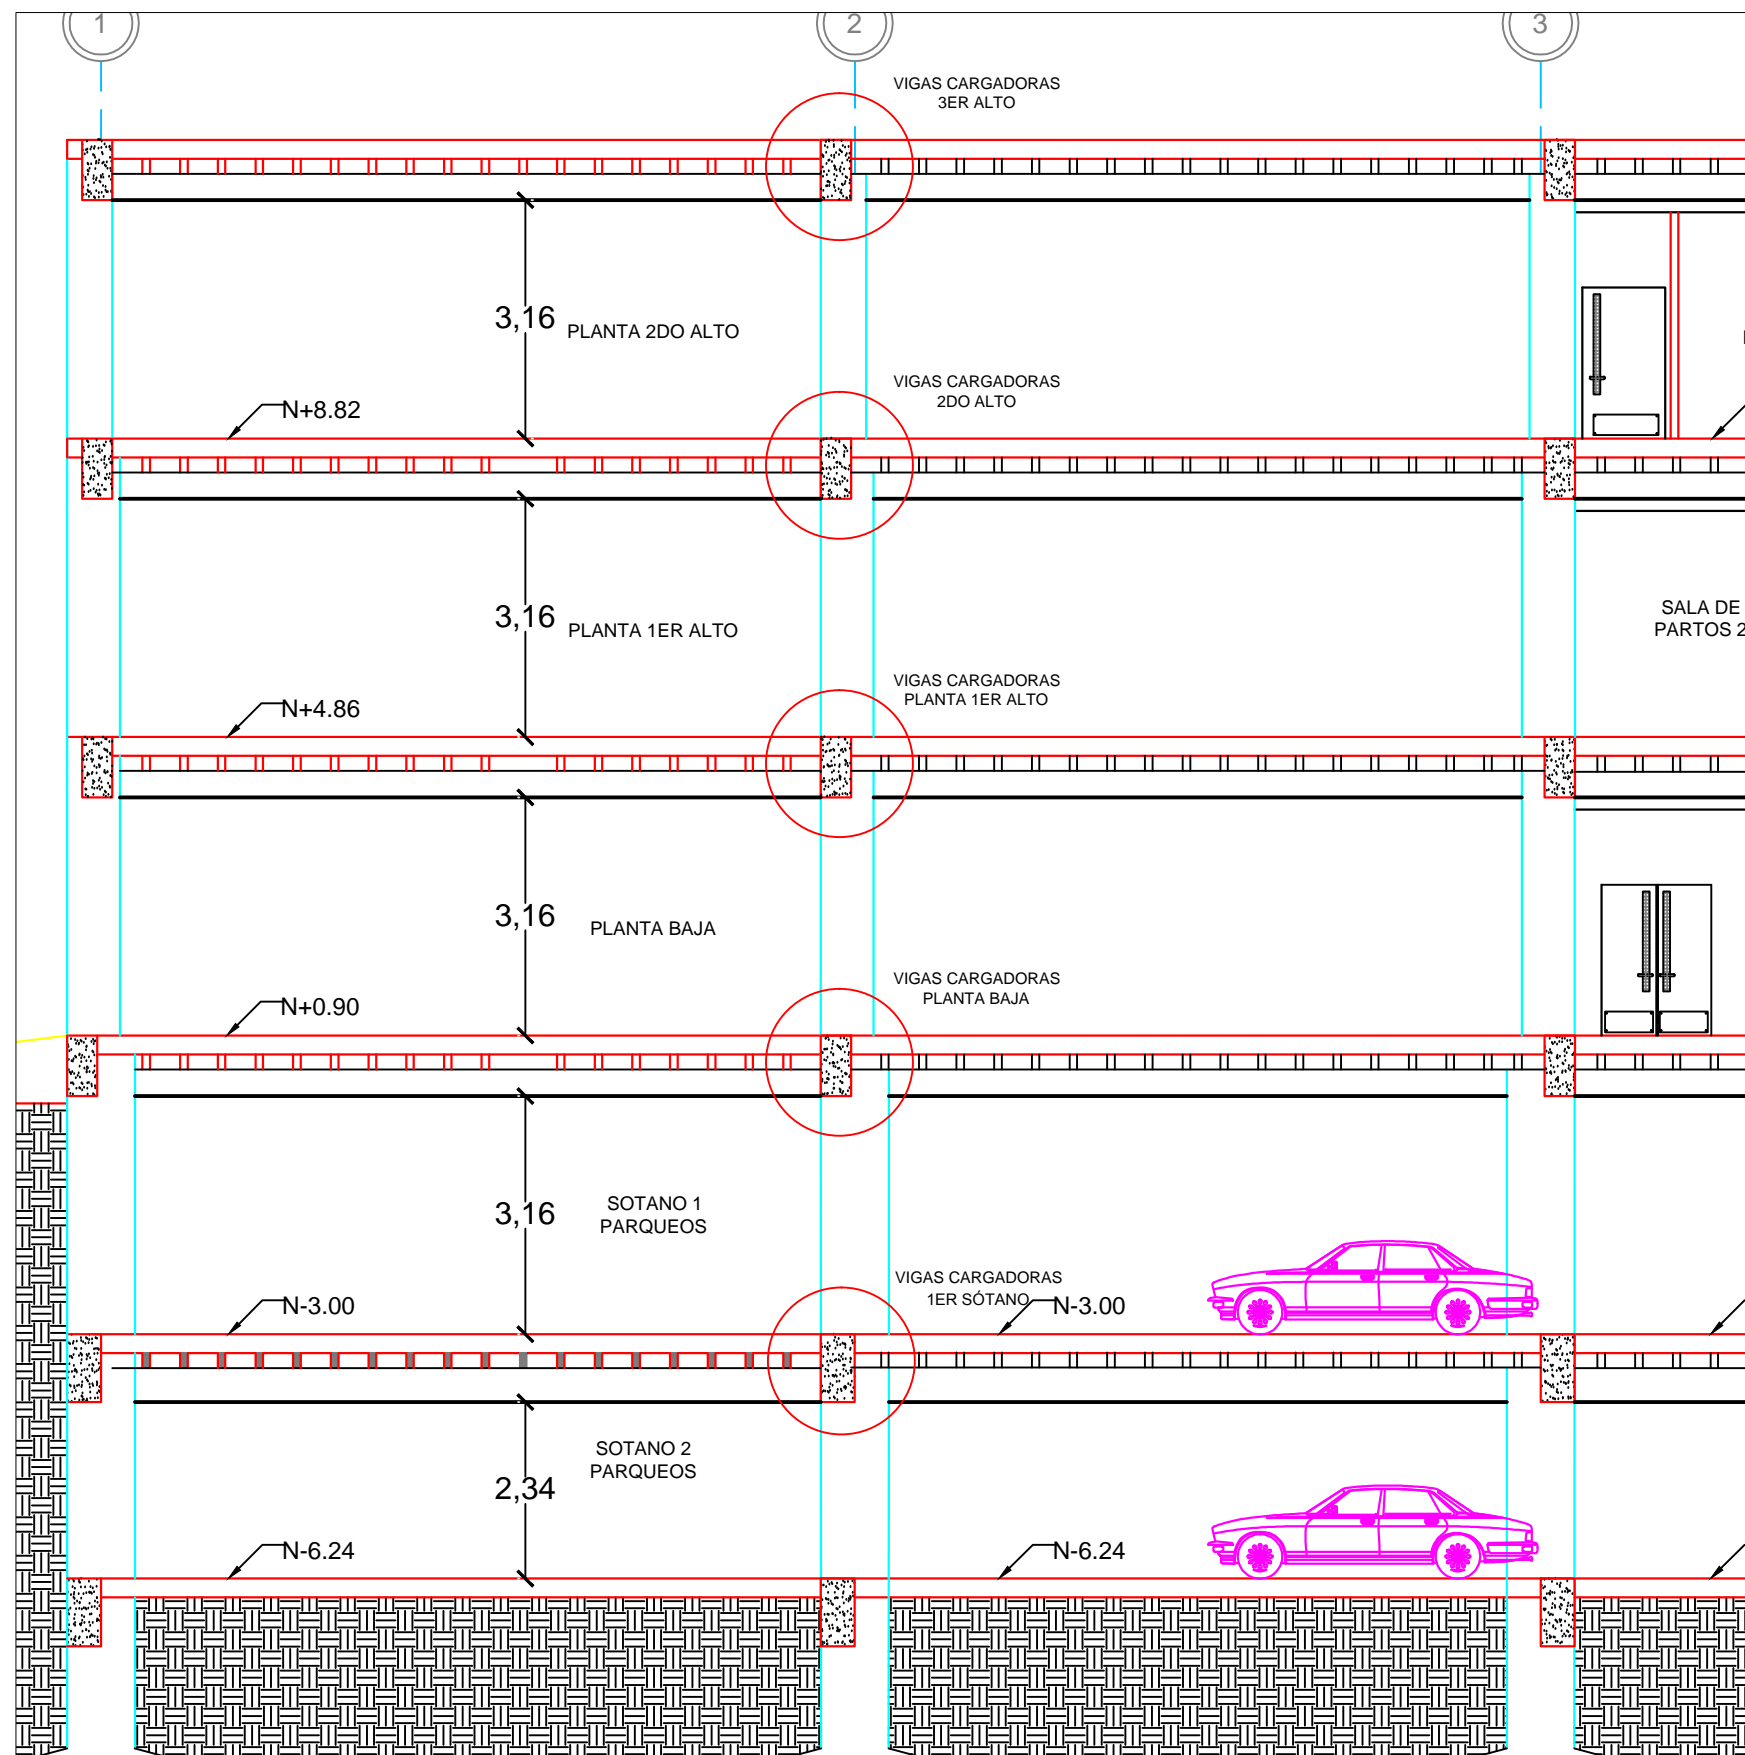 1
2
3
VIGAS CARGADORAS
3ER ALTO
3,16
PLANTA 2DO ALTO
VIGAS CARGADORAS
2DO ALTO
N+8.82
3,16
PLANTA 1ER ALTO
SALA DE
PARTOS 2
VIGAS CARGADORAS
PLANTA 1ER ALTO
N+4.86
3,16
PLANTA BAJA
VIGAS CARGADORAS
PLANTA BAJA
N+0.90
3,16
SOTANO 1
PARQUEOS
VIGAS CARGADORAS
1ER SÓTANO
N-3.00
N-3.00
SOTANO 2
PARQUEOS
2,34
N-6.24
N-6.24